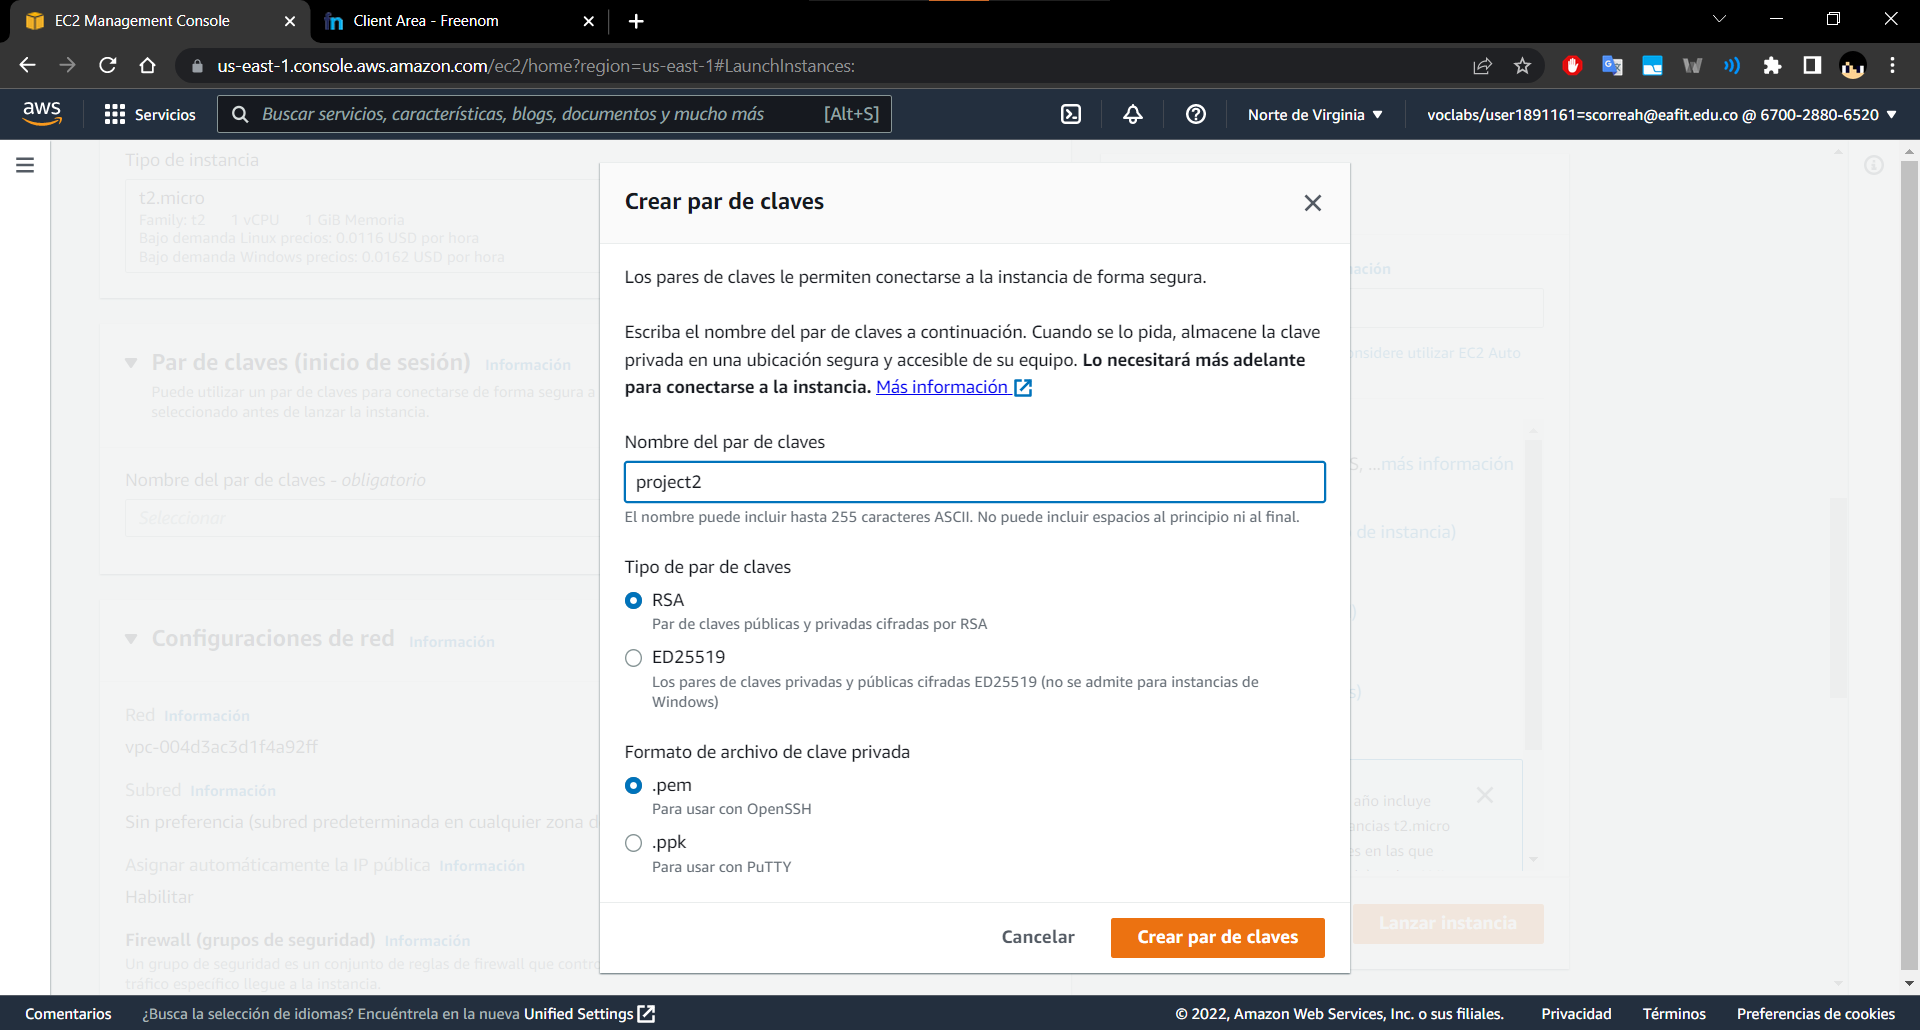 EC2 Management Console
Client Area - Freenom
us-east-1.console.aws.amazon.com/ec2/home?region=us-east-1#LaunchInstances:
aws
Servicios
Buscar servicios, características, blogs, documentos y mucho más
[Alt+S]
Norte de Virginia
voclabs/user1891161=scorreah@eafit.edu.co @ 6700-2880-6520
Tipo de instancia
t2.micro
Family: t2 1 vCPU 1 GiB Memoria
Bajo demanda Linux precios: 0.0116 USD por hora
Bajo demanda Windows precios: 0.0162 USD por hora
Par de claves (inicio de sesión) Información
Puede utilizar un par de claves para conectarse de forma segura a
seleccionado antes de lanzar la instancia.
Nombre del par de claves - obligatorio
Seleccionar
Configuraciones de red Información
Red Información
vpc-004d3ac3d1f4a92ff
Subred Información
Sin preferencia (subred predeterminada en cualquier zona d
Asignar automáticamente la IP pública Información
Habilitar
Firewall (grupos de seguridad) Información
Un grupo de seguridad es un conjunto de reglas de firewall que contro
tráfico específico llegue a la instancia.
Crear par de claves
Los pares de claves le permiten conectarse a la instancia de forma segura.
Escriba el nombre del par de claves a continuación. Cuando se lo pida, almacene la clave
privada en una ubicación segura y accesible de su equipo. Lo necesitará más adelante
para conectarse a la instancia. Más información
Nombre del par de claves
project2
El nombre puede incluir hasta 255 caracteres ASCII. No puede incluir espacios al principio ni al final.
Tipo de par de claves
RSA
Par de claves públicas y privadas cifradas por RSA
ED25519
Los pares de claves privadas y públicas cifradas ED25519 (no se admite para instancias de
Windows)
Formato de archivo de clave privada
.pem
Para usar con OpenSSH
.ppk
Para usar con PuTTY
Cancelar
Crear par de claves
ación
nsidere utilizar EC2 Auto
S, ...más información
de instancia)
)
s)
año incluye
ancias t2.micro
es en las que
Lanzar instancia
Comentarios
¿Busca la selección de idiomas? Encuéntrela en la nueva Unified Settings
© 2022, Amazon Web Services, Inc. o sus filiales.
Privacidad
Términos
Preferencias de cookies